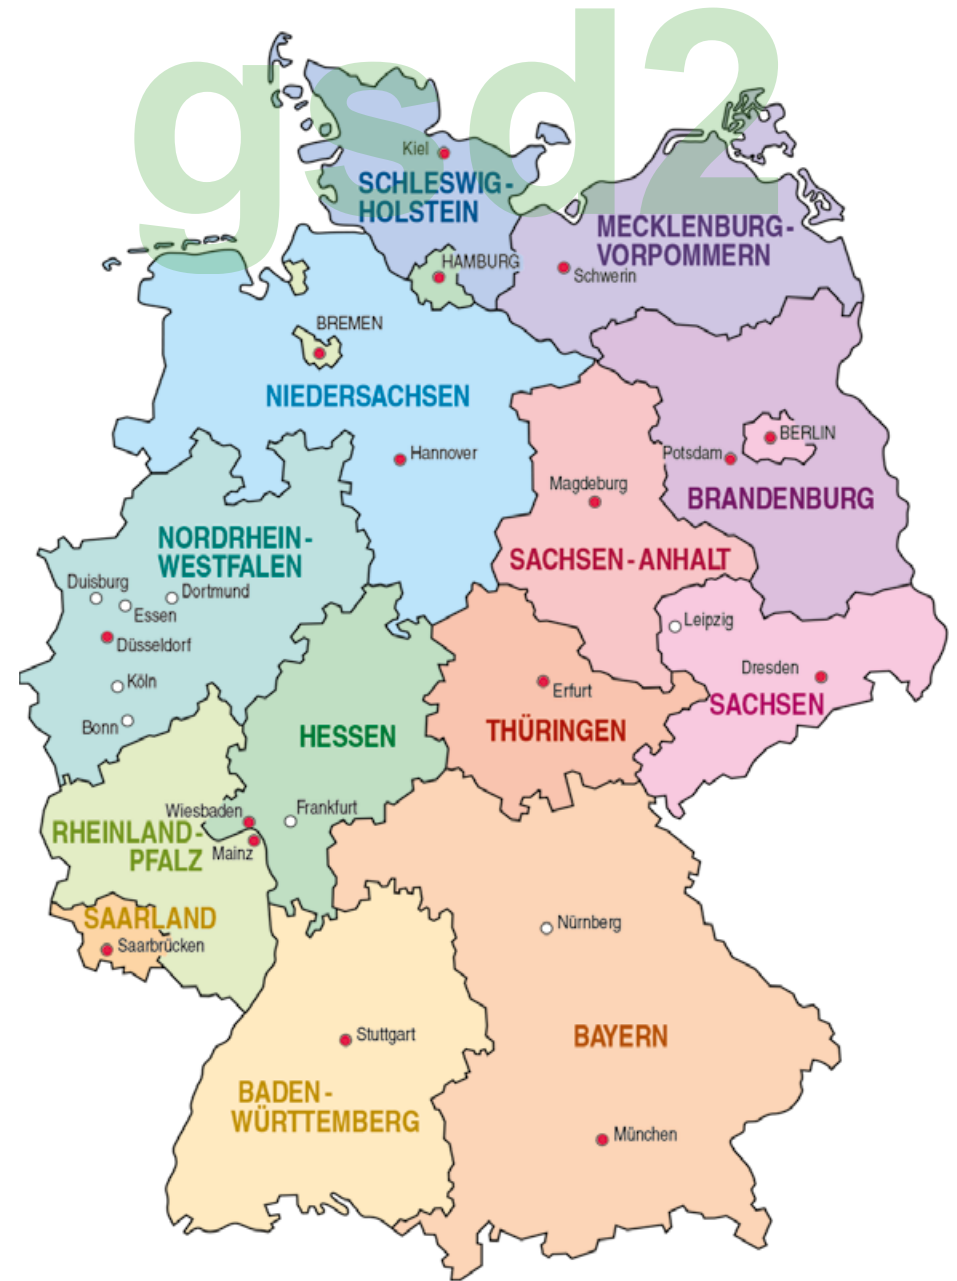 gsd2
Kiel
SCHLESWIG-
HOLSTEIN
MECKLENBURG-
VORPOMMERN
HAMBURG
Schwerin
BREMEN
NIEDERSACHSEN
Hannover
BERLIN
Potsdam
Magdeburg
BRANDENBURG
NORDRHEIN-
WESTFALEN
SACHSEN-ANHALT
Duisburg
Dortmund
Essen
Düsseldorf
Leipzig
Köln
Dresden
Erfurt
SACHSEN
Bonn
HESSEN
THÜRINGEN
Wiesbaden
Frankfurt
RHEINLAND-
PFALZ
Mainz
SAARLAND
Saarbrücken
Nürnberg
Stuttgart
BAYERN
BADEN-
WÜRTTEMBERG
München